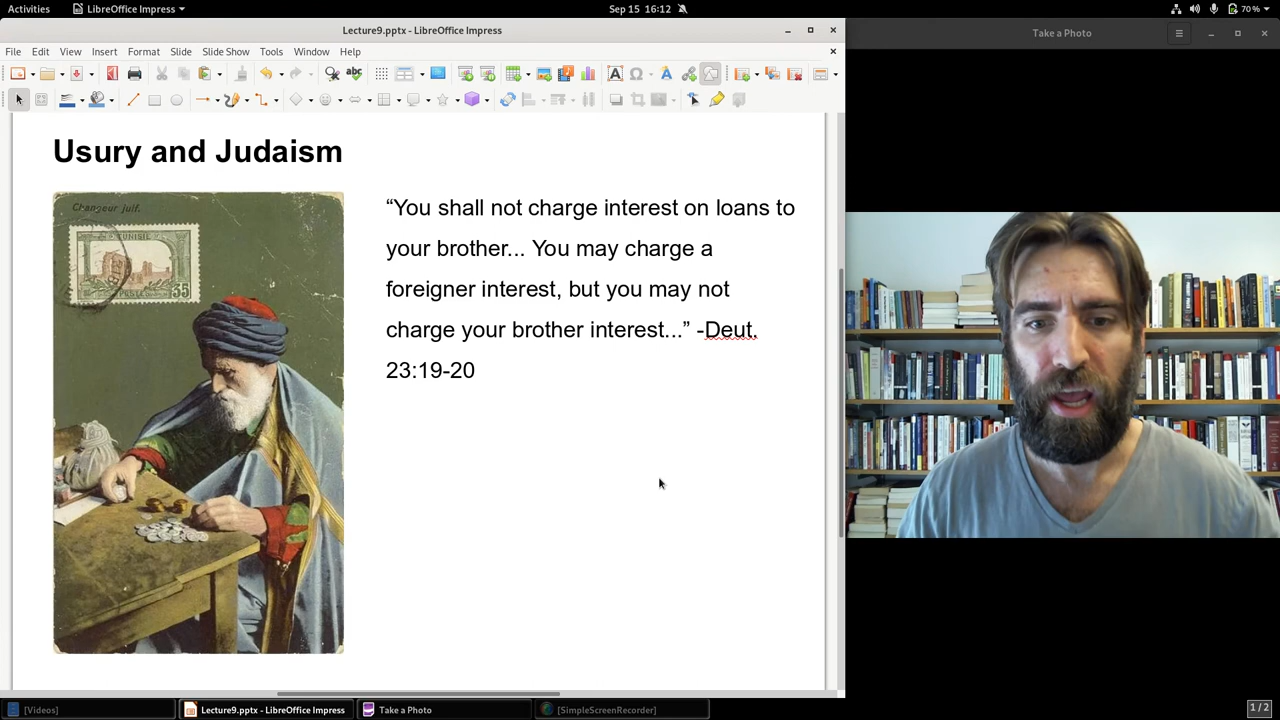 Activities
LibreOffice Impress
Sep 15 16:12
70 %
Lecture9.pptx - LibreOffice Impress
Take a Photo
File Edit View Insert Format Slide Slide Show Tools Window Help
abc
Usury and Judaism
Changeur juif.
TUNISIE
POSTES
35
“You shall not charge interest on loans to
your brother... You may charge a
foreigner interest, but you may not
charge your brother interest...” -Deut.
23:19-20
[Videos]
Lecture9.pptx - LibreOffice Impress
Take a Photo
[SimpleScreenRecorder]
1 / 2